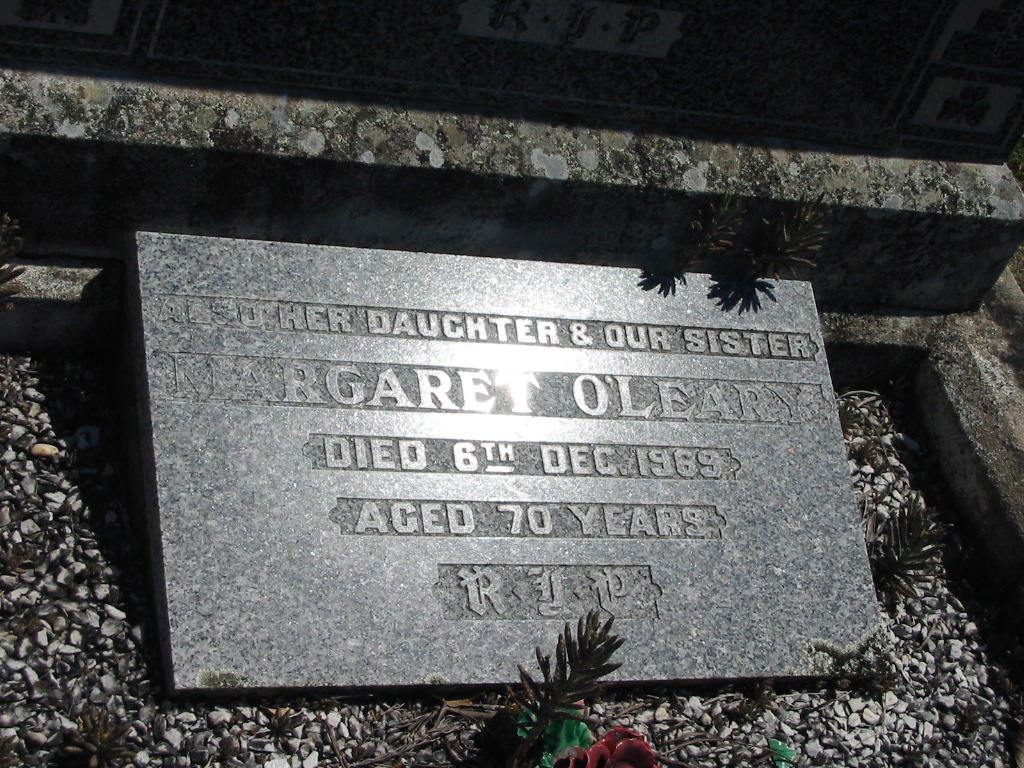 R·I·P
ALSO, HER DAUGHTER & OUR SISTER
MARGARET O'LEARY
DIED 6TH DEC. 1969
AGED 70 YEARS.
R·I·P